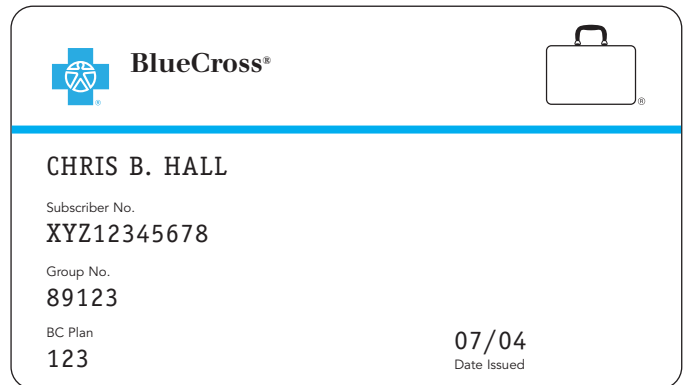 BlueCross®
®
®
CHRIS B. HALL
Subscriber No.
XYZ12345678
Group No.
89123
BC Plan
123
07/04
Date Issued